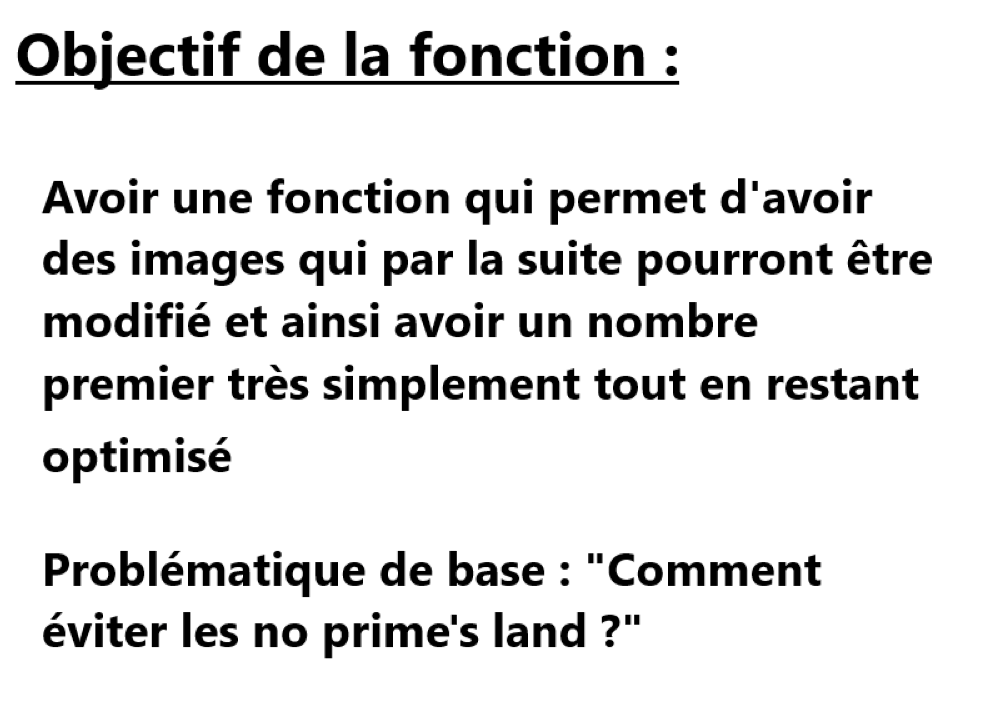 Objectif de la fonction :
Avoir une fonction qui permet d'avoir
des images qui par la suite pourront être
modifié et ainsi avoir un nombre
premier très simplement tout en restant
optimisé
Problématique de base : "Comment
éviter les no prime's land ?"